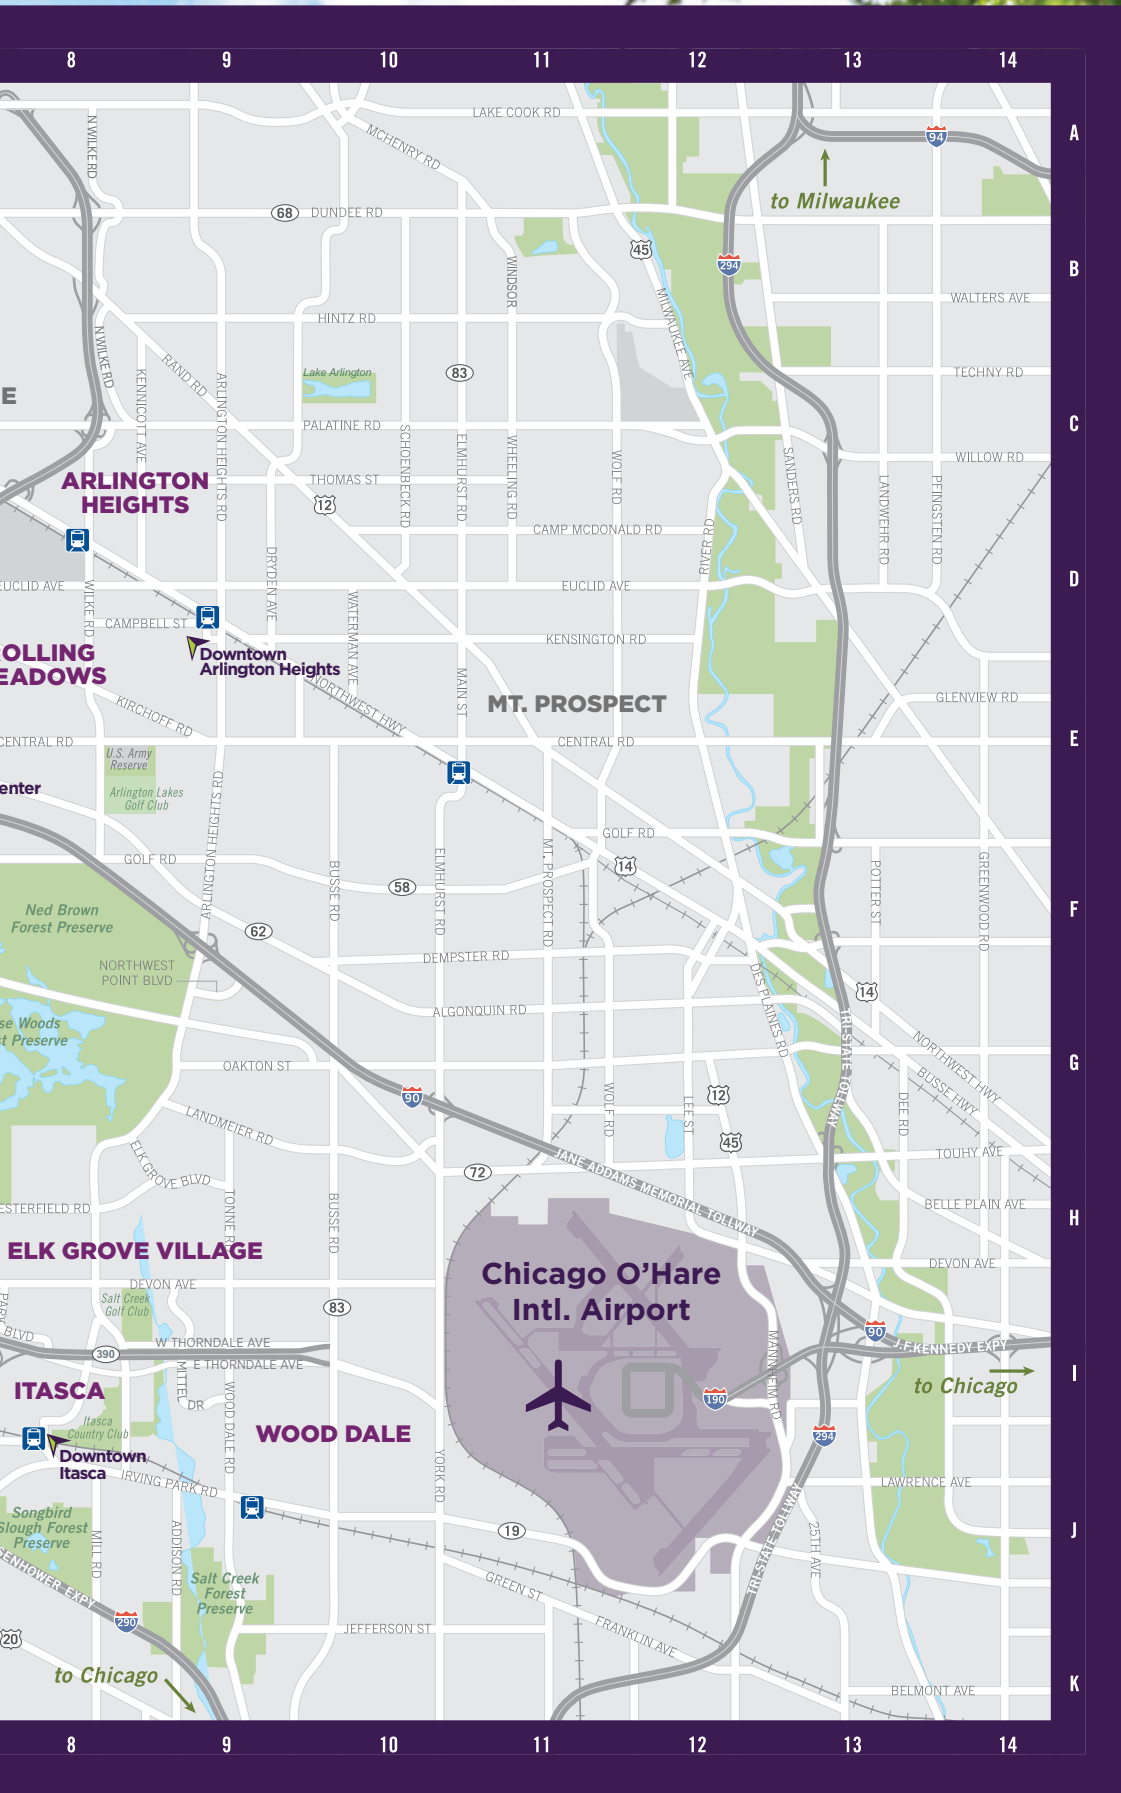 8 9 10 11 12 13 14
LAKE COOK RD
A
94
N WILKE RD
MCHENRY RD
to Milwaukee
68
DUNDEE RD
45
B
294
WINDSOR
MILWAUKEE AVE
WALTERS AVE
HINTZ RD
N WILKE RD
RAND RD
KENNICOTT AVE
ARLINGTON HEIGHTS RD
Lake Arlington
83
TECHNY RD
E
PALATINE RD
C
SCHOENBECK RD
ELMHURST RD
WHEELING RD
WOLF RD
SANDERS RD
WILLOW RD
LANDWEHR RD
PFINGSTEN RD
ARLINGTON
HEIGHTS
THOMAS ST
12
CAMP MCDONALD RD
RIVER RD
DRYDEN AVE
EUCLID AVE
EUCLID AVE
D
WILKE RD
WATERMAN AVE
CAMPBELL ST
KENSINGTON RD
OLLING
EADOWS
Downtown
Arlington Heights
MAIN ST
NORTHWEST HWY
KIRCHOFF RD
MT. PROSPECT
GLENVIEW RD
CENTRAL RD
CENTRAL RD
E
U.S. Army
Reserve
enter
Arlington Lakes
Golf Club
ARLINGTON HEIGHTS RD
GOLF RD
GOLF RD
BUSSE RD
ELMHURST RD
MT. PROSPECT RD
14
POTTER ST
GREENWOOD RD
58
Ned Brown
Forest Preserve
F
62
NORTHWEST
POINT BLVD
DEMPSTER RD
DES PLAINES RD
14
ALGONQUIN RD
TRI-STATE TOLLWAY
se Woods
st Preserve
NORTHWEST HWY
OAKTON ST
G
BUSSE HWY
90
WOLF RD
LEE ST
12
DEE RD
LANDMEIER RD
45
ELK GROVE BLVD
JANE ADDAMS MEMORIAL TOLLWAY
TOUHY AVE
72
ESTERFIELD RD
TONNE RD
BUSSE RD
BELLE PLAIN AVE
H
ELK GROVE VILLAGE
DEVON AVE
DEVON AVE
Chicago O'Hare
Intl. Airport
Salt Creek
Golf Club
83
PARK BLVD
W THORNDALE AVE
390
E THORNDALE AVE
MANNHEIM RD
90
J.F.KENNEDY EXPY
I
ITASCA
MITTEL
DR
WOOD DALE RD
190
to Chicago
Itasca
Country Club
WOOD DALE
294
Downtown
Itasca
YORK RD
IRVING PARK RD
LAWRENCE AVE
Songbird
Slough Forest
Preserve
MILL RD
ADDISON RD
19
TRI-STATE TOLLWAY
25TH AVE
J
SENHOWER EXPY
Salt Creek
Forest
Preserve
GREEN ST
290
JEFFERSON ST
FRANKLIN AVE
20
to Chicago
BELMONT AVE
K
8 9 10 11 12 13 14